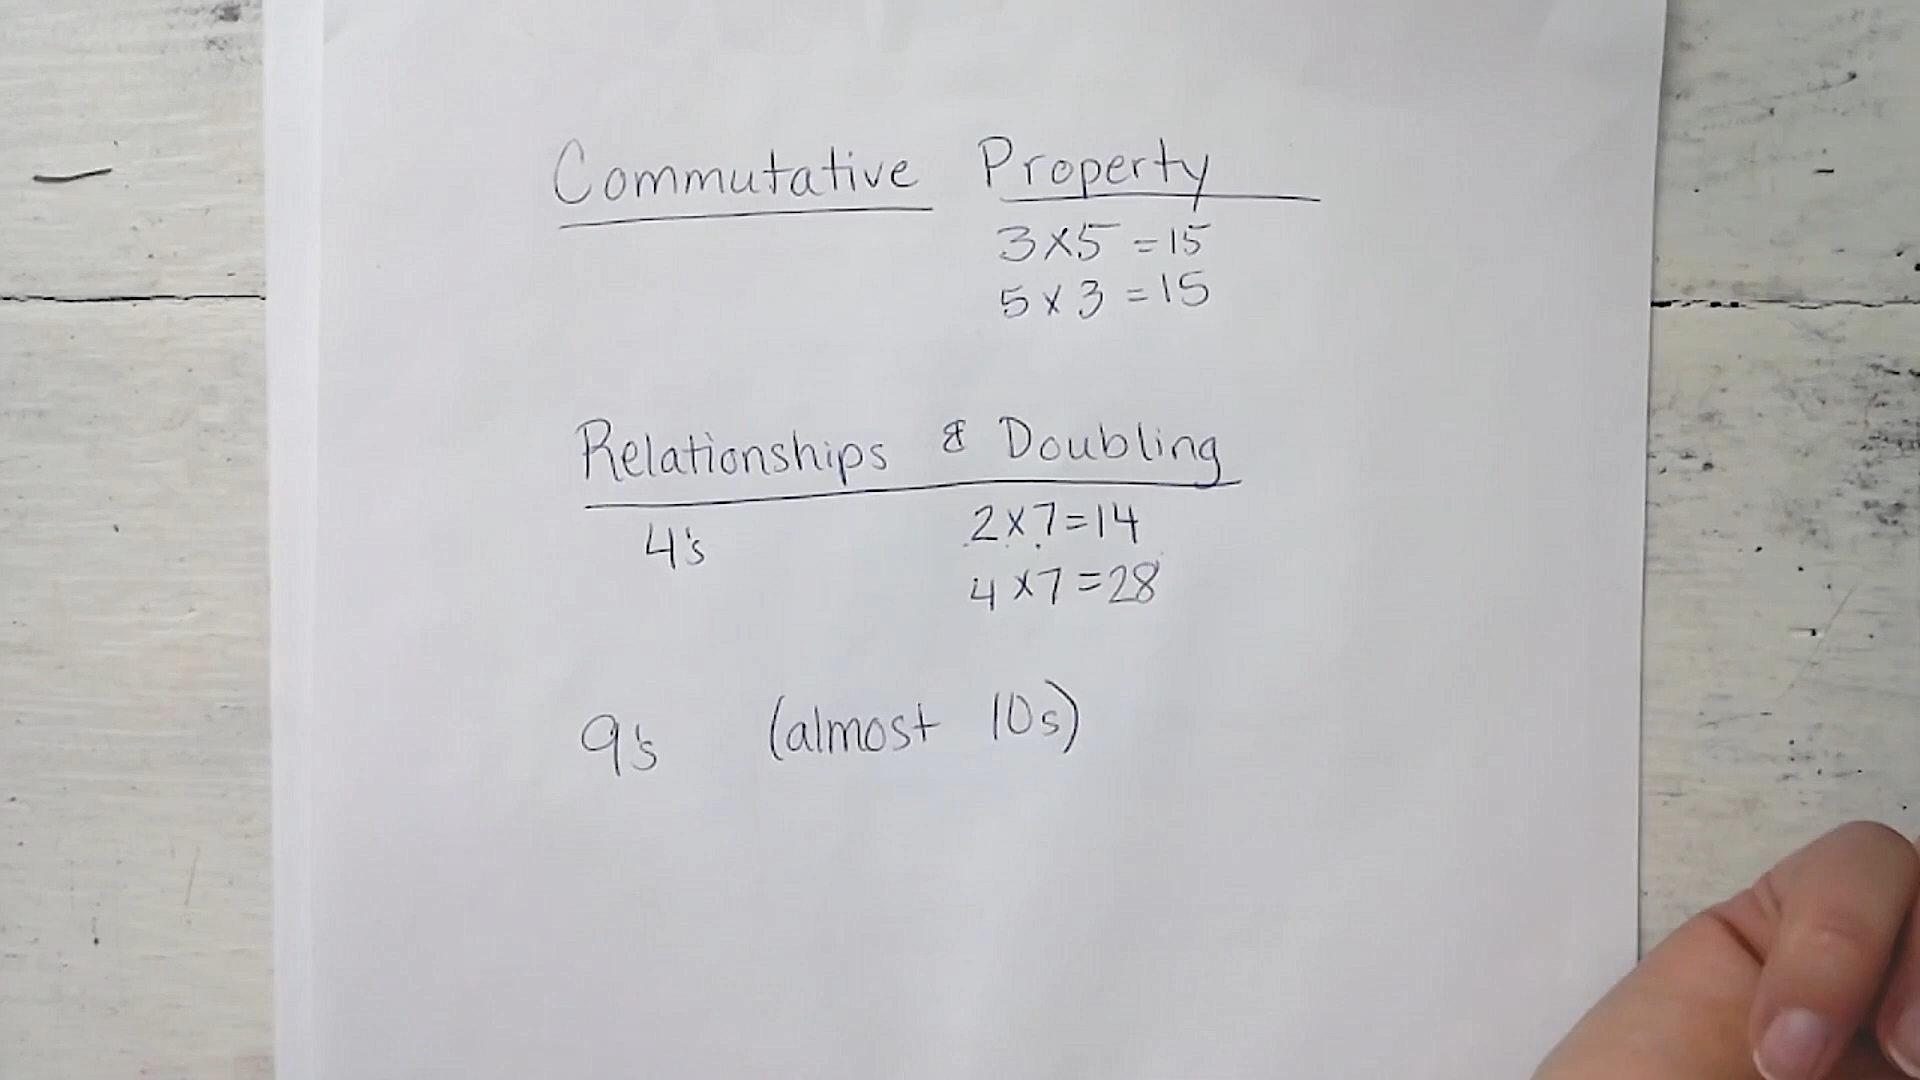 Commutative Property
3x5=15
5x3=15
Relationships & Doubling
4's 2x7=14
4x7=28
9's (almost 10s)